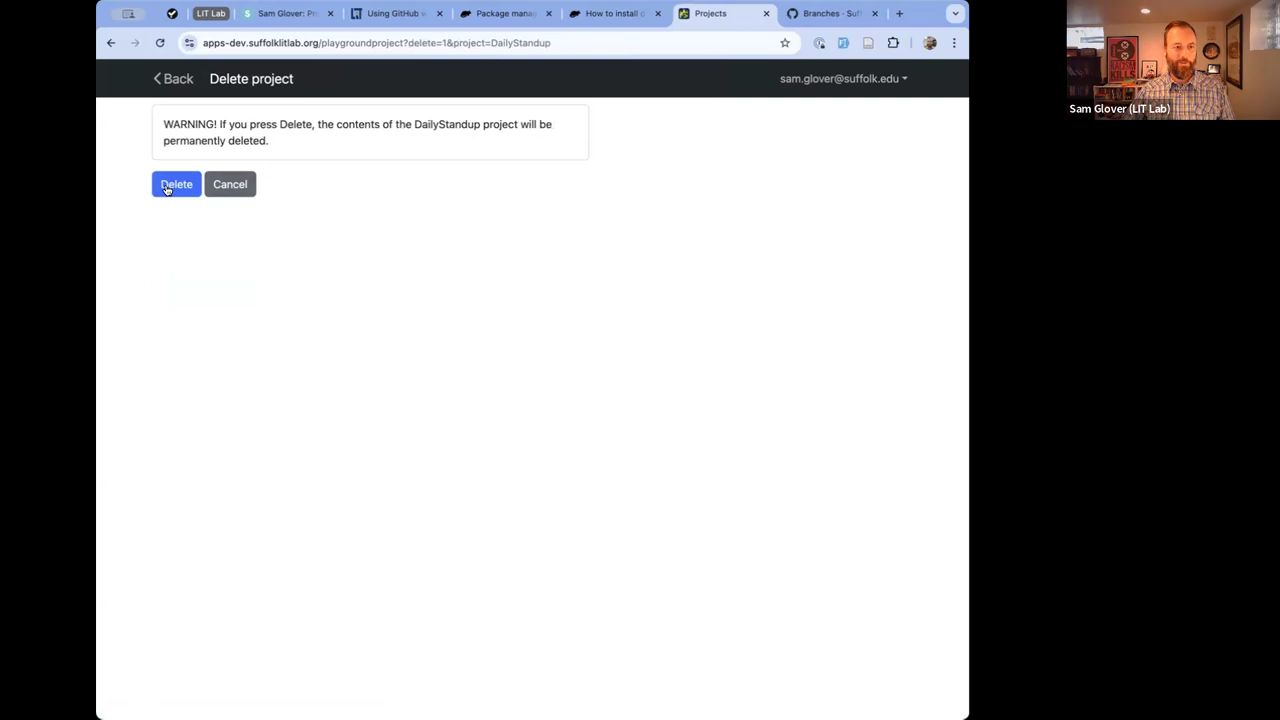 LIT Lab
Sam Glover: Pr
Using GitHub v
Package manag
How to install d
Projects
Branches · Suf
apps-dev.suffolklitlab.org/playgroundproject?delete=1&project=DailyStandup
Back
Delete project
sam.glover@suffolk.edu
WARNING! If you press Delete, the contents of the DailyStandup project will be
permanently deleted.
Delete
Cancel
Sam Glover (LIT Lab)